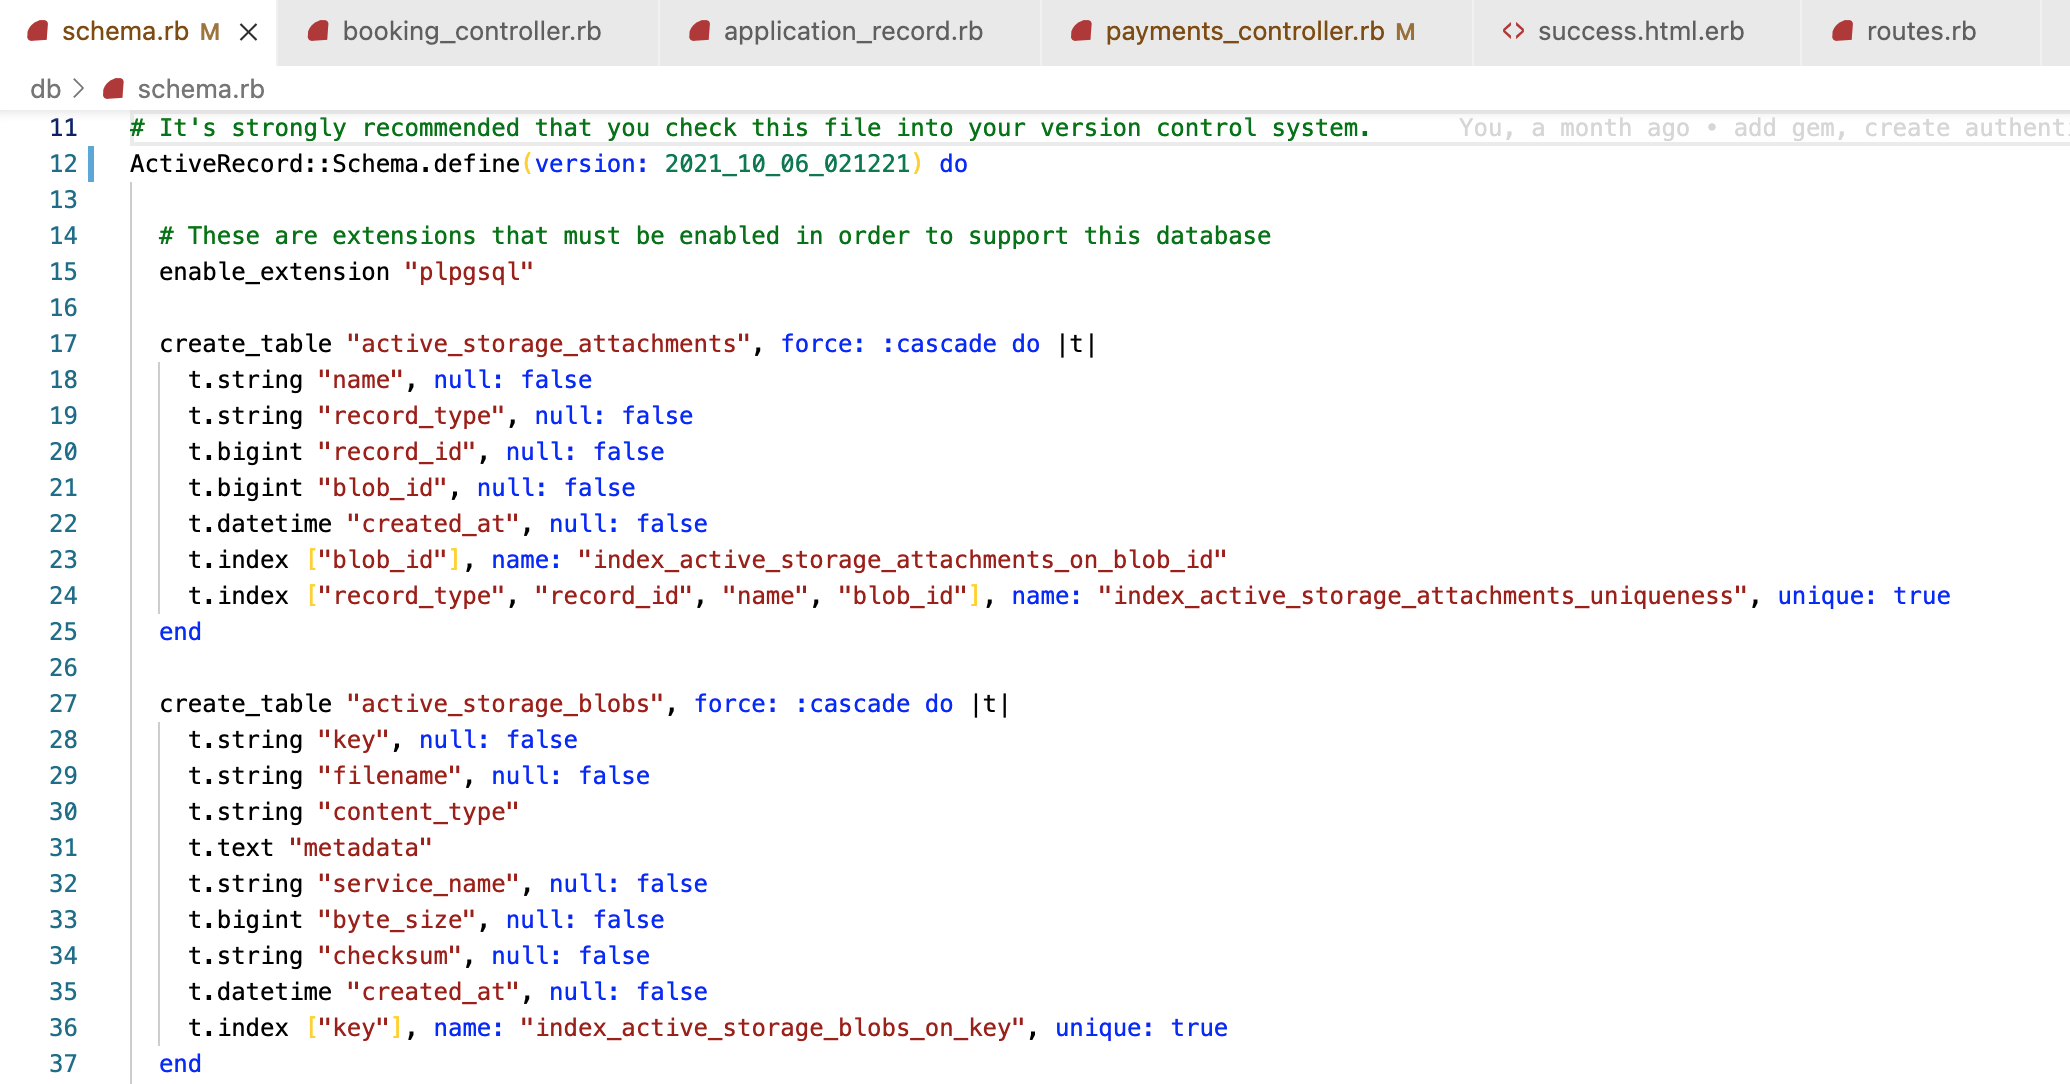 schema.rb M booking_controller.rb application_record.rb payments_controller.rb M success.html.erb routes.rb
db > schema.rb
11 # It's strongly recommended that you check this file into your version control system. You, a month ago • add gem, create
12 ActiveRecord::Schema.define(version: 2021_10_06_021221) do
13
14 # These are extensions that must be enabled in order to support this database
15 enable_extension "plpgsql"
16
17 create_table "active_storage_attachments", force: :cascade do |t|
18 t.string "name", null: false
19 t.string "record_type", null: false
20 t.bigint "record_id", null: false
21 t.bigint "blob_id", null: false
22 t.datetime "created_at", null: false
23 t.index ["blob_id"], name: "index_active_storage_attachments_on_blob_id"
24 t.index ["record_type", "record_id", "name", "blob_id"], name: "index_active_storage_attachments_uniqueness", unique: true
25 end
26
27 create_table "active_storage_blobs", force: :cascade do |t|
28 t.string "key", null: false
29 t.string "filename", null: false
30 t.string "content_type"
31 t.text "metadata"
32 t.string "service_name", null: false
33 t.bigint "byte_size", null: false
34 t.string "checksum", null: false
35 t.datetime "created_at", null: false
36 t.index ["key"], name: "index_active_storage_blobs_on_key", unique: true
37 end